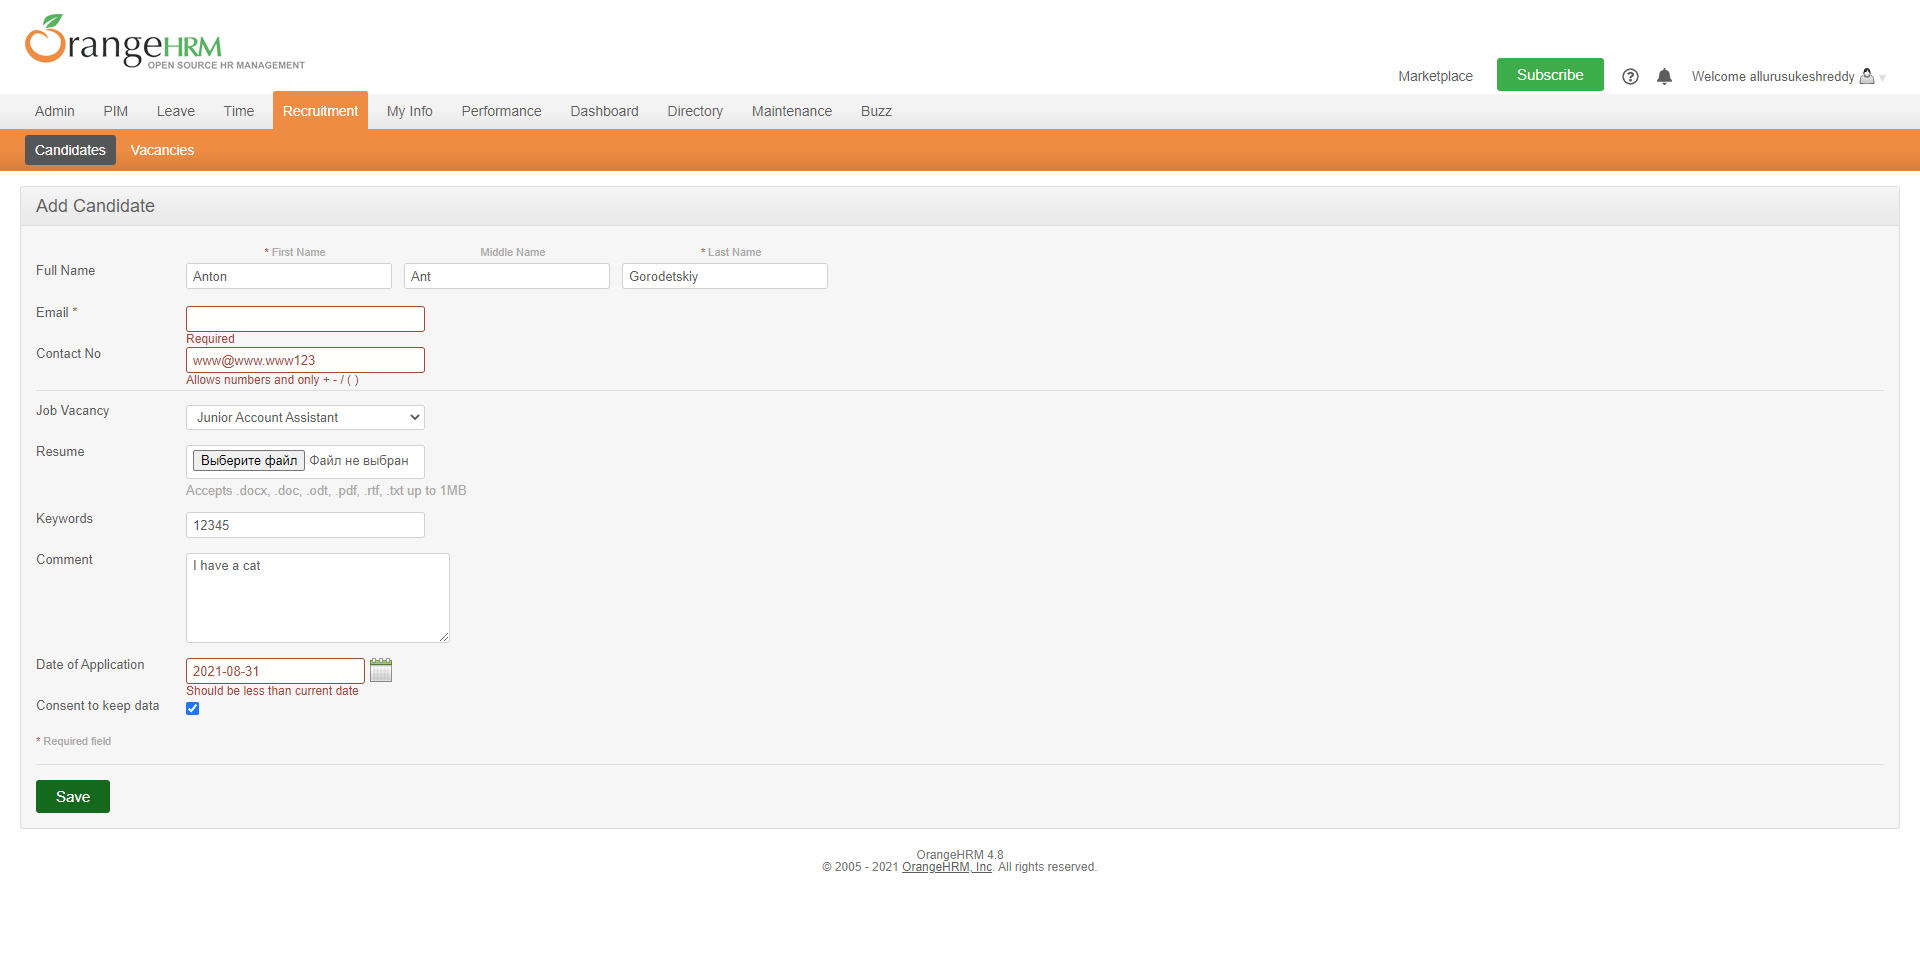 OrangeHRM
OPEN SOURCE HR MANAGEMENT
Marketplace
Subscribe
Welcome allurusukeshreddy
Admin PIM Leave Time Recruitment My Info Performance Dashboard Directory Maintenance Buzz
Candidates Vacancies
Add Candidate
* First Name Middle Name * Last Name
Full Name Anton Ant Gorodetskiy
Email *
Required
Contact No www@www.www123
Allows numbers and only + - / ( )
Job Vacancy Junior Account Assistant
Resume Выберите файл Файл не выбран
Accepts .docx, .doc, .odt, .pdf, .rtf, .txt up to 1MB
Keywords 12345
Comment I have a cat
Date of Application 2021-08-31
Should be less than current date
Consent to keep data
* Required field
Save
OrangeHRM 4.8
© 2005 - 2021 OrangeHRM, Inc. All rights reserved.